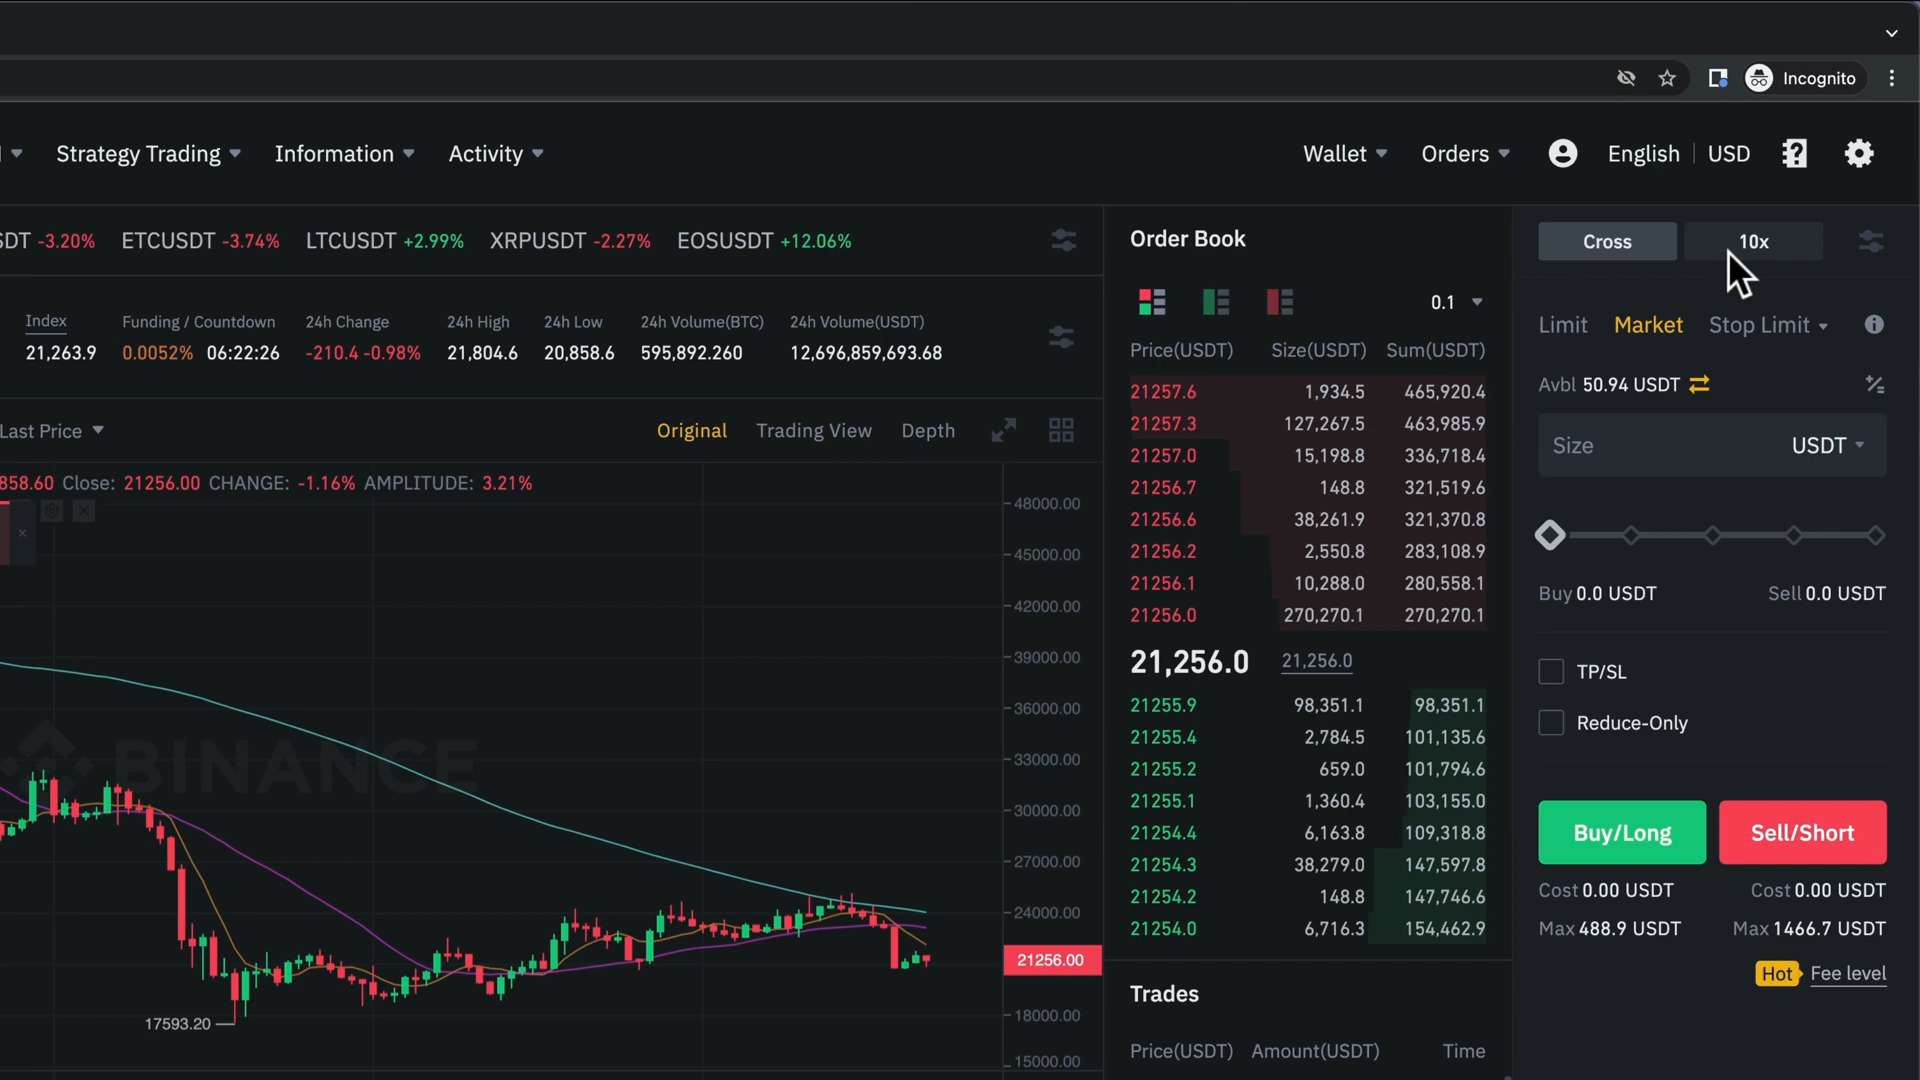 Incognito
Strategy Trading Information Activity Wallet Orders English USD
SDT -3.20% ETCUSDT -3.74% LTCUSDT +2.99% XRPUSDT -2.27% EOSUSDT +12.06%
Index Funding / Countdown 24h Change 24h High 24h Low 24h Volume(BTC) 24h Volume(USDT)
21,263.9 0.0052% 06:22:26 -210.4 -0.98% 21,804.6 20,858.6 595,892.260 12,696,859,693.68
Last Price Original Trading View Depth
858.60 Close: 21256.00 CHANGE: -1.16% AMPLITUDE: 3.21%
48000.00
45000.00
42000.00
39000.00
36000.00
33000.00
30000.00
27000.00
24000.00
21256.00
18000.00
15000.00
BINANCE
17593.20
Order Book
0.1
Price(USDT) Size(USDT) Sum(USDT)
21257.6 1,934.5 465,920.4
21257.3 127,267.5 463,985.9
21257.0 15,198.8 336,718.4
21256.7 148.8 321,519.6
21256.6 38,261.9 321,370.8
21256.2 2,550.8 283,108.9
21256.1 10,288.0 280,558.1
21256.0 270,270.1 270,270.1
21,256.0 21,256.0
21255.9 98,351.1 98,351.1
21255.4 2,784.5 101,135.6
21255.2 659.0 101,794.6
21255.1 1,360.4 103,155.0
21254.4 6,163.8 109,318.8
21254.3 38,279.0 147,597.8
21254.2 148.8 147,746.6
21254.0 6,716.3 154,462.9
Trades
Price(USDT) Amount(USDT) Time
Cross 10x
Limit Market Stop Limit
Avbl 50.94 USDT
Size USDT
Buy 0.0 USDT Sell 0.0 USDT
TP/SL
Reduce-Only
Buy/Long Sell/Short
Cost 0.00 USDT Cost 0.00 USDT
Max 488.9 USDT Max 1466.7 USDT
Hot Fee level